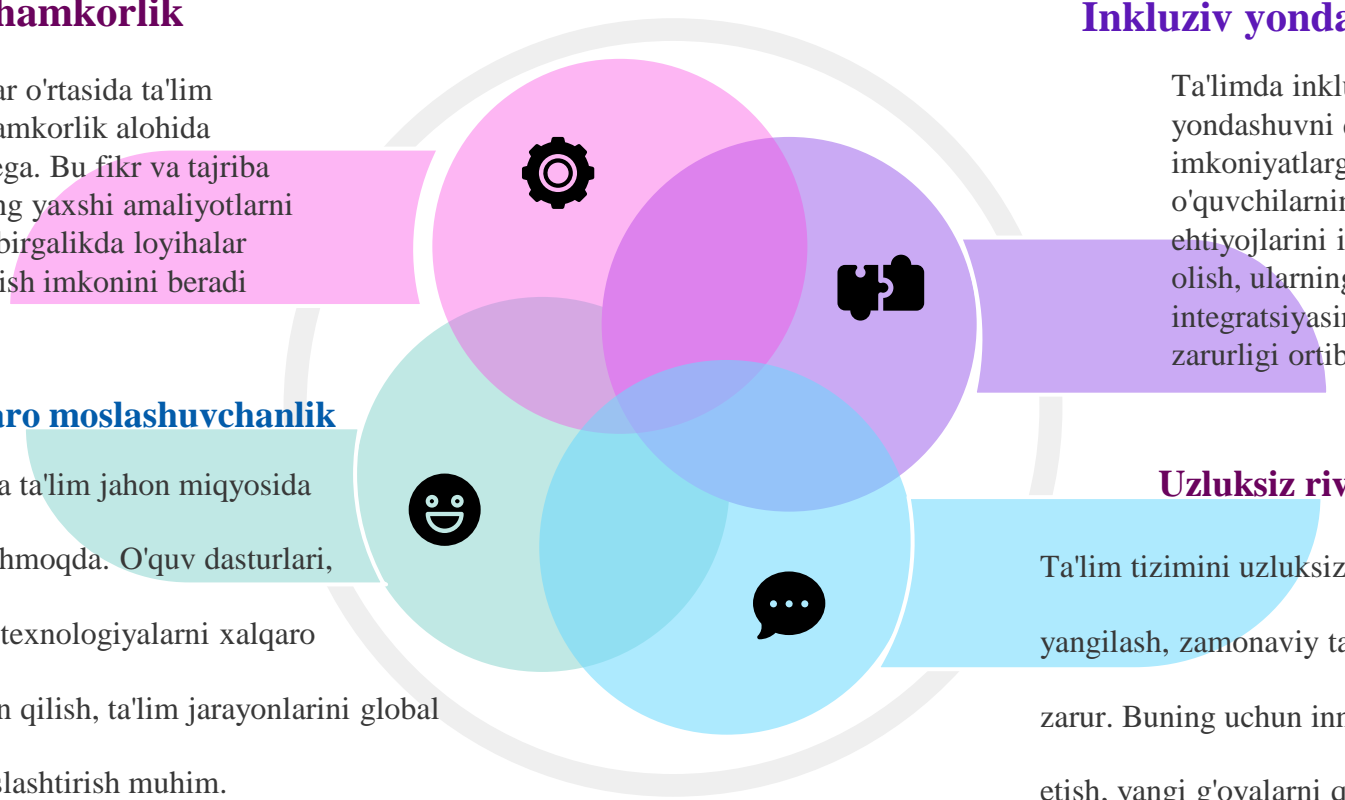 hamkorlik
ar o'rtasida ta'lim
amkorlik alohida
ega. Bu fikr va tajriba
ng yaxshi amaliyotlarni
birgalikda loyihalar
ish imkonini beradi
Inkluziv yonda
Ta'limda inklu
yondashuvni
imkoniyatlarg
o'quvchilarnin
ehtiyojlarini i
olish, ularning
integratsiyasin
zarurligi ortib
aro moslashuvchanlik
a ta'lim jahon miqyosida
hmoqda. O'quv dasturlari,
texnologiyalarni xalqaro
n qilish, ta'lim jarayonlarini global
slashtirish muhim.
Uzluksiz riv
Ta'lim tizimini uzluksiz
yangilash, zamonaviy ta
zarur. Buning uchun inn
etish, yangi g'oyalarni q